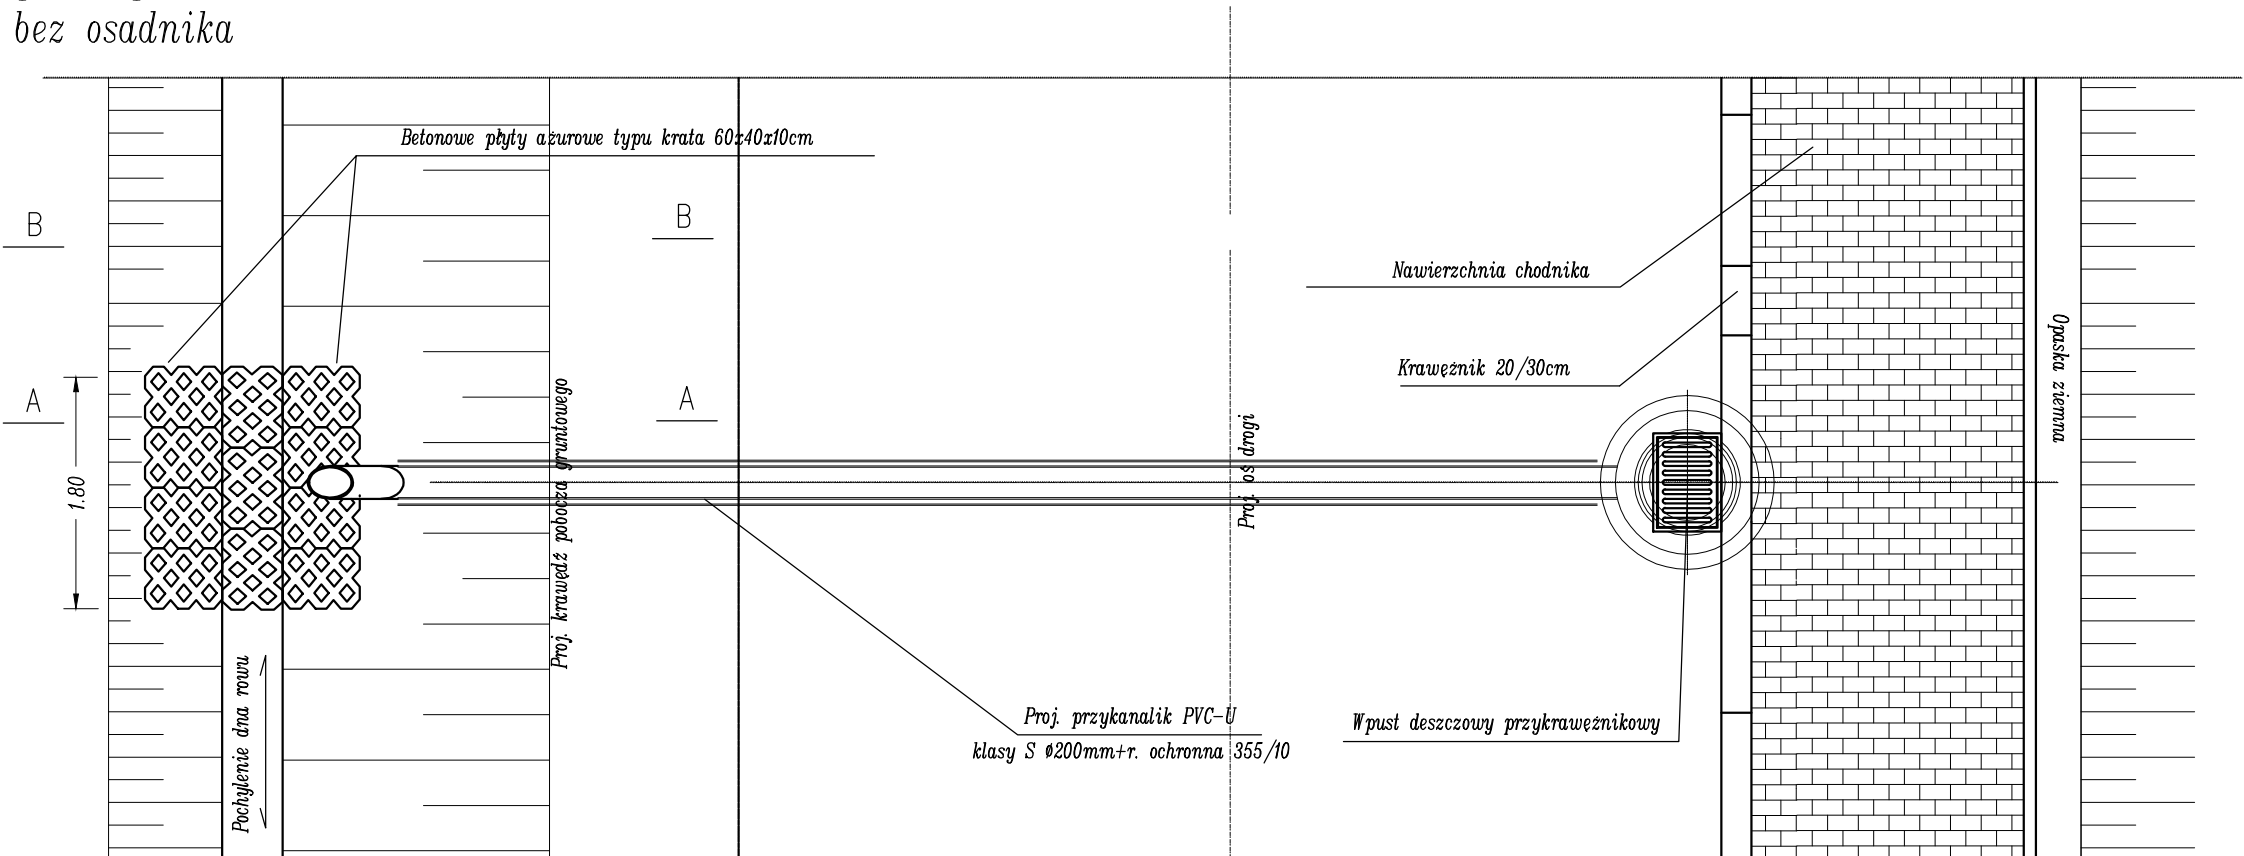 bez osadnika
Betonowe płyty ażurowe typu krata 60x40x10cm
B
B
Nawierzchnia chodnika
Krawężnik 20/30cm
A
A
1.80
Proj. krawędź pobocza gruntowego
Proj. oś drogi
Opaska ziemna
Pochylenie dna rowu
Proj. przykanalik PVC-U
klasy S ø200mm+r. ochronna 355/10
Wpust deszczowy przykrawężnikowy